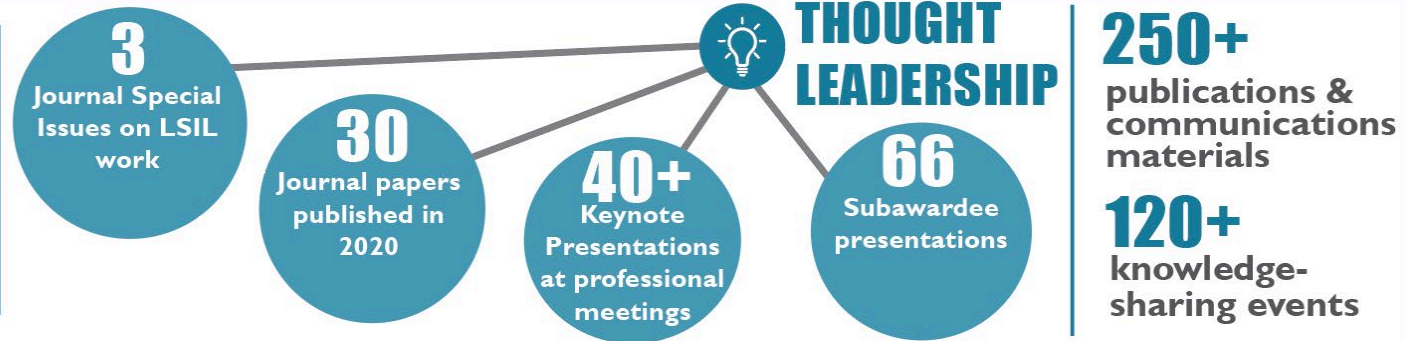 THOUGHT
LEADERSHIP
3
Journal Special
Issues on LSIL
work
30
Journal papers
published in
2020
40+
Keynote
Presentations
at professional
meetings
66
Subawardee
presentations
250+
publications &
communications
materials
120+
knowledge-
sharing events